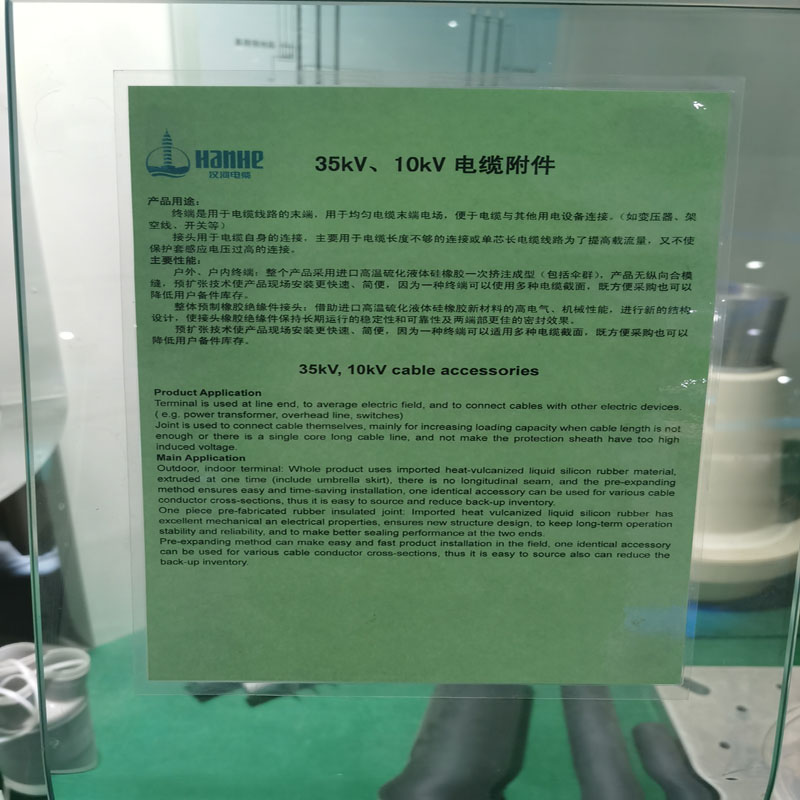 HANHE
汉河电缆
35kV、10kV 电缆附件
产品用途：
终端是用于电缆线路的末端，用于均匀电缆末端电场，便于电缆与其他用电设备连接。（如变压器、架
空线、开关等）
接头用于电缆自身的连接，主要用于电缆长度不够的连接或单芯长电缆线路为了提高载流量，又不使
保护套感应电压过高的连接。
主要性能：
户外、户内终端：整个产品采用进口高温硫化液体硅橡胶一次挤注成型（包括伞群），产品无纵向合模
缝，预扩张技术使产品现场安装更快速、简便，因为一种终端可以使用多种电缆截面，既方便采购也可以
降低用户备件库存。
整体预制橡胶绝缘件接头：借助进口高温硫化液体硅橡胶新材料的高电气、机械性能，进行新的结构
设计，使接头橡胶绝缘件保持长期运行的稳定性和可靠性及两端部更佳的密封效果。
预扩张技术使产品现场安装更快速、简便，因为一种终端可以适用多种电缆截面，既方便采购也可以
降低用户备件库存。
35kV, 10kV cable accessories
Product Application
Terminal is used at line end, to average electric field, and to connect cables with other electric devices.
( e.g. power transformer, overhead line, switches)
Joint is used to connect cable themselves, mainly for increasing loading capacity when cable length is not
enough or there is a single core long cable line, and not make the protection sheath have too high
induced voltage.
Main Application
Outdoor, indoor terminal: Whole product uses imported heat-vulcanized liquid silicon rubber material,
extruded at one time (include umbrella skirt), there is no longitudinal seam, and the pre-expanding
method ensures easy and time-saving installation, one identical accessory can be used for various cable
conductor cross-sections, thus it is easy to source and reduce back-up inventory.
One piece pre-fabricated rubber insulated joint. Imported heat vulcanized liquid silicon rubber has
excellent mechanical an electrical properties, ensures new structure design, to keep long-term operation
stability and reliability, and to make better sealing performance at the two ends.
Pre-expanding method can make easy and fast product installation in the field, one identical accessory
can be used for various cable conductor cross-sections, thus it is easy to source also can reduce the
back-up inventory.